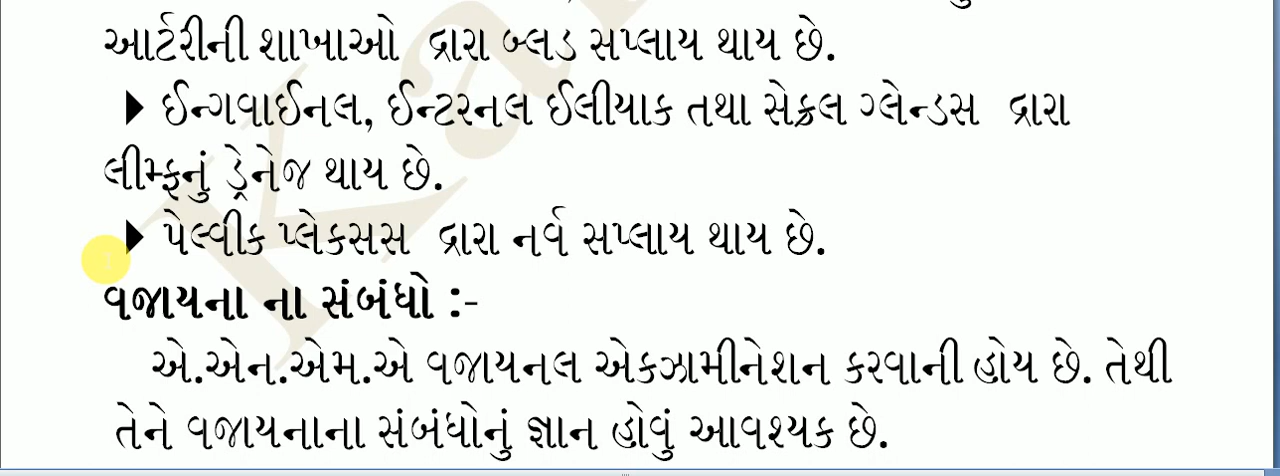 આર્ટરીની શાખાઓ દ્રારા બ્લડ સપ્લાય થાય છે.
ઈન્ગવાઈનલ, ઈન્ટરનલ ઈલીયાક તથા સેક્રલ ગ્લેન્ડસ દ્રારા
લીમ્ફનું ડ્રેનેજ થાય છે.
પેલ્વીક પ્લેકસસ દ્રારા નર્વ સપ્લાય થાય છે.
વજાયના ના સંબંધો :-
એ.એન.એમ.એ વજાયનલ એકઝામીનેશન કરવાની હોય છે. તેથી
તેને વજાયનાના સંબંધોનું જ્ઞાન હોવું આવશ્યક છે.